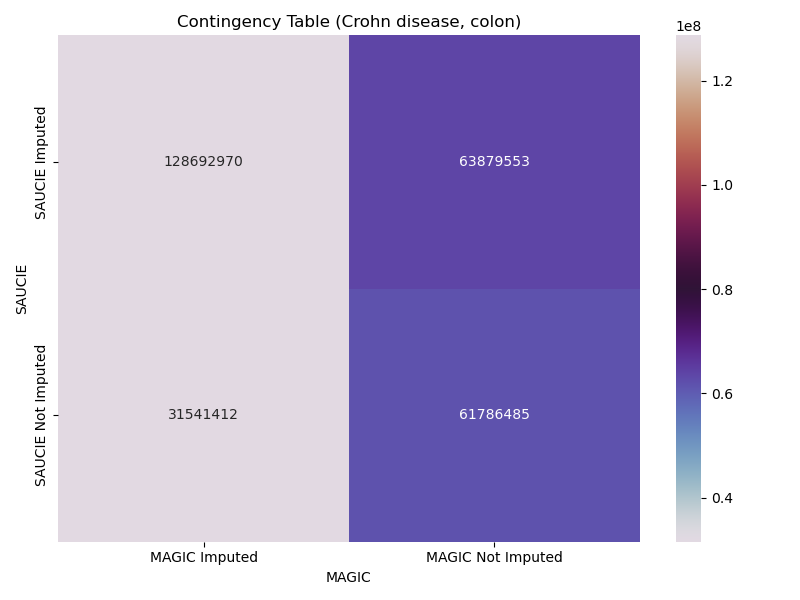 Contingency Table (Crohn disease, colon)
1e8
SAUCIE
SAUCIE Imputed
SAUCIE Not Imputed
128692970
63879553
31541412
61786485
MAGIC Imputed
MAGIC Not Imputed
MAGIC
1.2
1.0
0.8
0.6
0.4